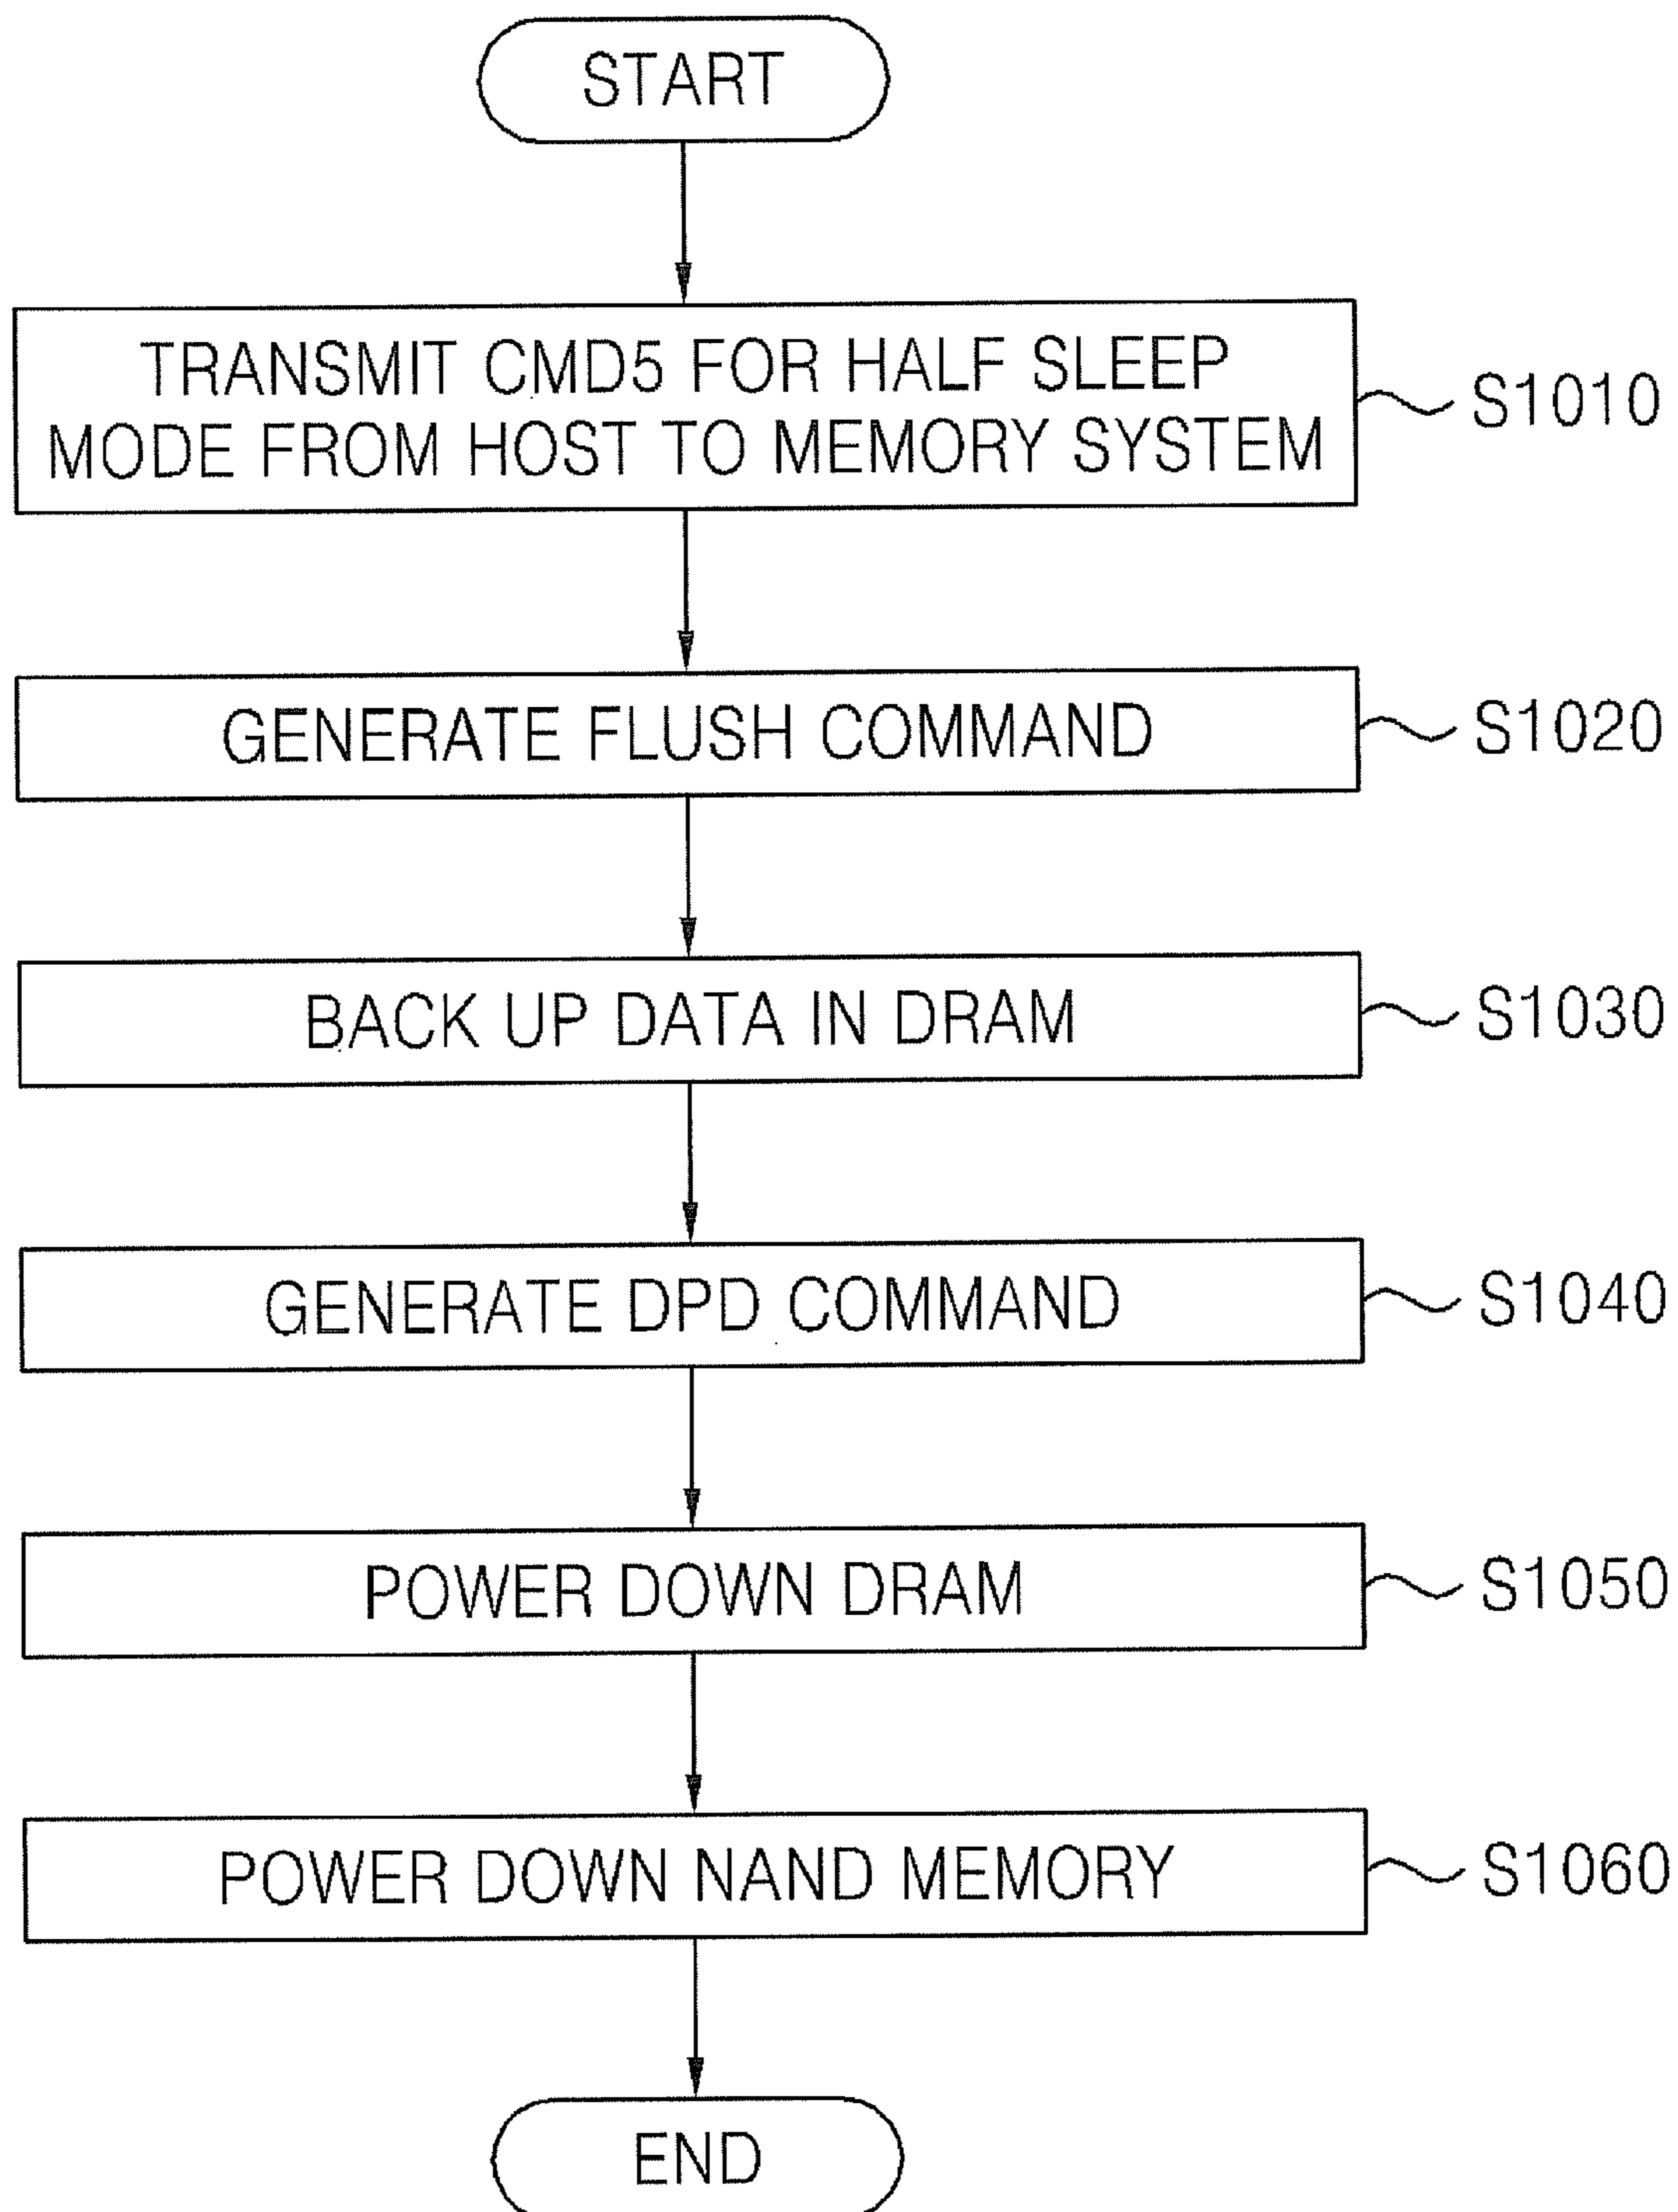 START
TRANSMIT CMD5 FOR HALF SLEEP
MODE FROM HOST TO MEMORY SYSTEM
S1010
GENERATE FLUSH COMMAND
S1020
BACK UP DATA IN DRAM
S1030
GENERATE DPD COMMAND
S1040
POWER DOWN DRAM
S1050
POWER DOWN NAND MEMORY
S1060
END